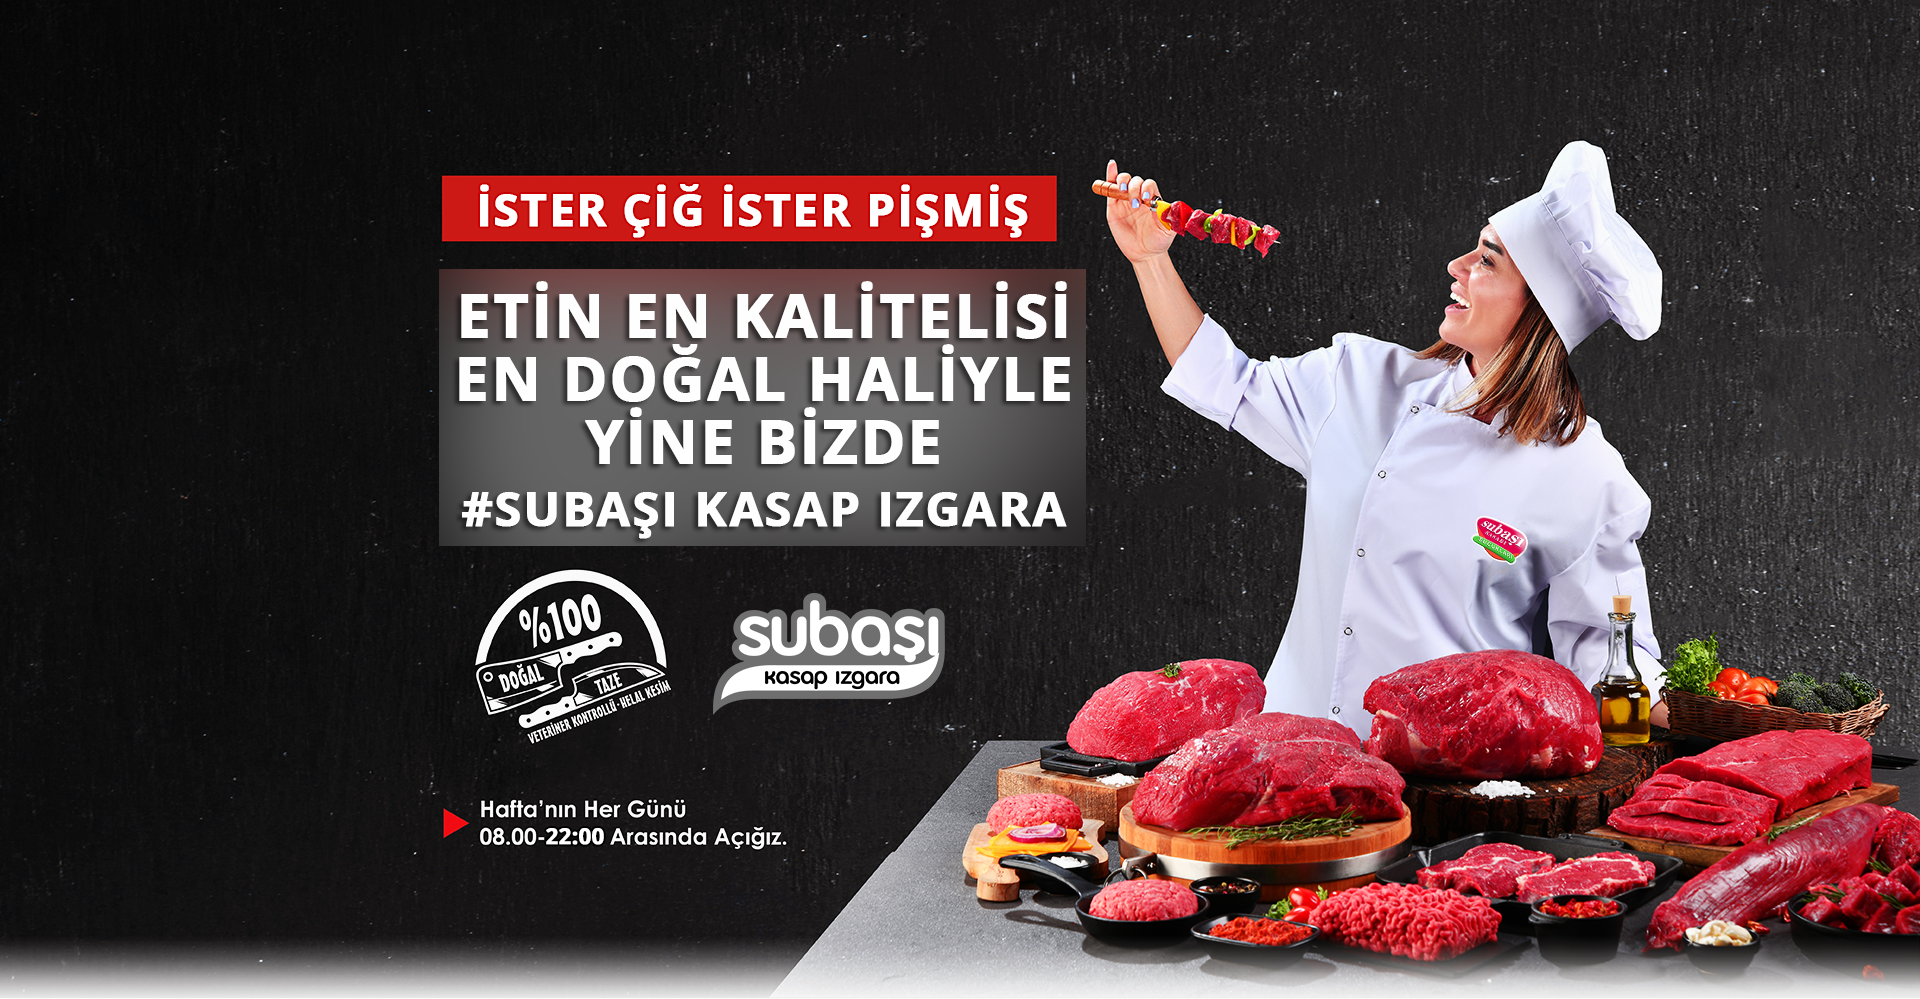 İSTER ÇİĞ İSTER PİŞMİŞ
ETİN EN KALİTELİSİ
EN DOĞAL HALİYLE
YİNE BİZDE
#SUBAŞI KASAP IZGARA
%100
DOĞAL
TAZE
VETERİNER KONTROLLÜ-HELAL KESİM
subaşı
kasap ızgara
Hafta'nın Her Günü
08.00-22:00 Arasında Açığız.
subaşı